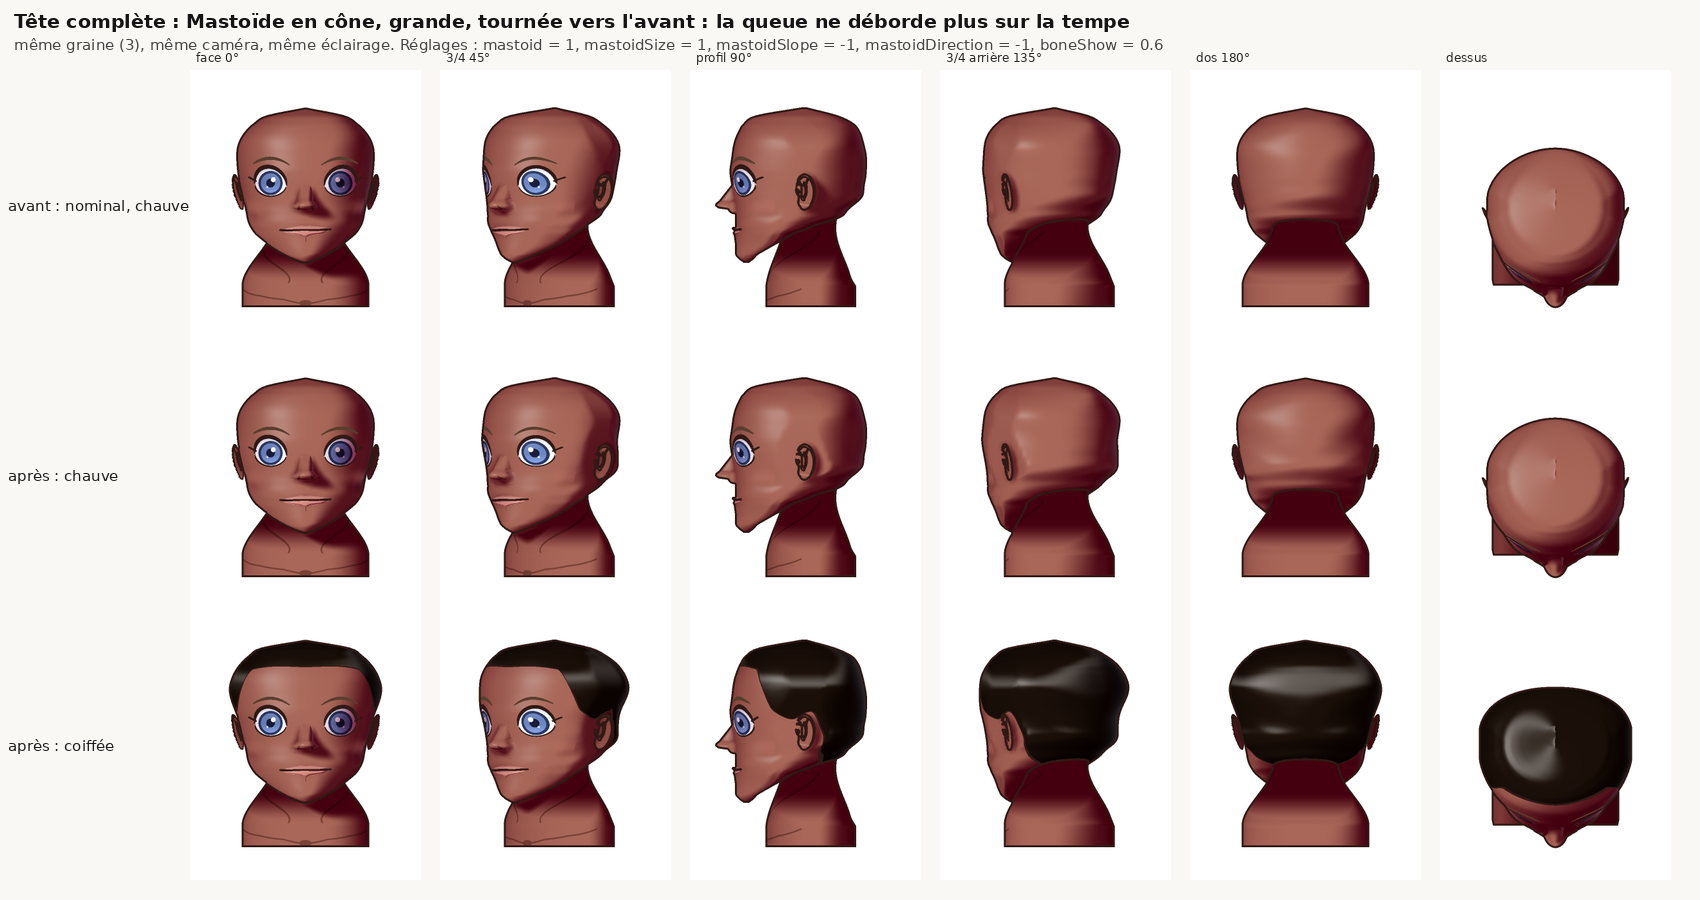 Tête complète : Mastoïde en cône, grande, tournée vers l'avant : la queue ne déborde plus sur la tempe
même graine (3), même caméra, même éclairage. Réglages : mastoid = 1, mastoidSize = 1, mastoidSlope = -1, mastoidDirection = -1, boneShow = 0.6
face 0° 3/4 45° profil 90° 3/4 arrière 135° dos 180° dessus
avant : nominal, chauve
après : chauve
après : coiffée